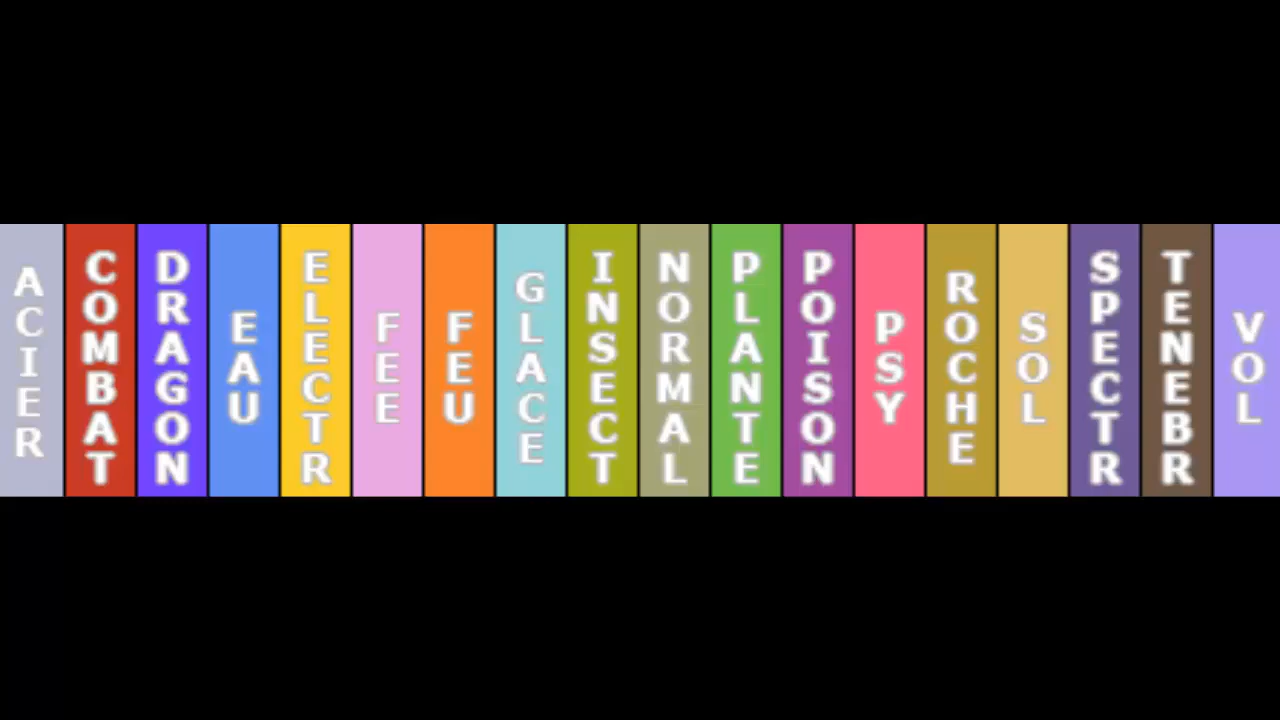 ACIER
COMBAT
DRAGON
EAU
ELECTR
FEE
FEU
GLACE
INSECT
NORMAL
PLANTE
POISON
PSY
ROCHE
SOL
SPECTR
TENEBR
VOL